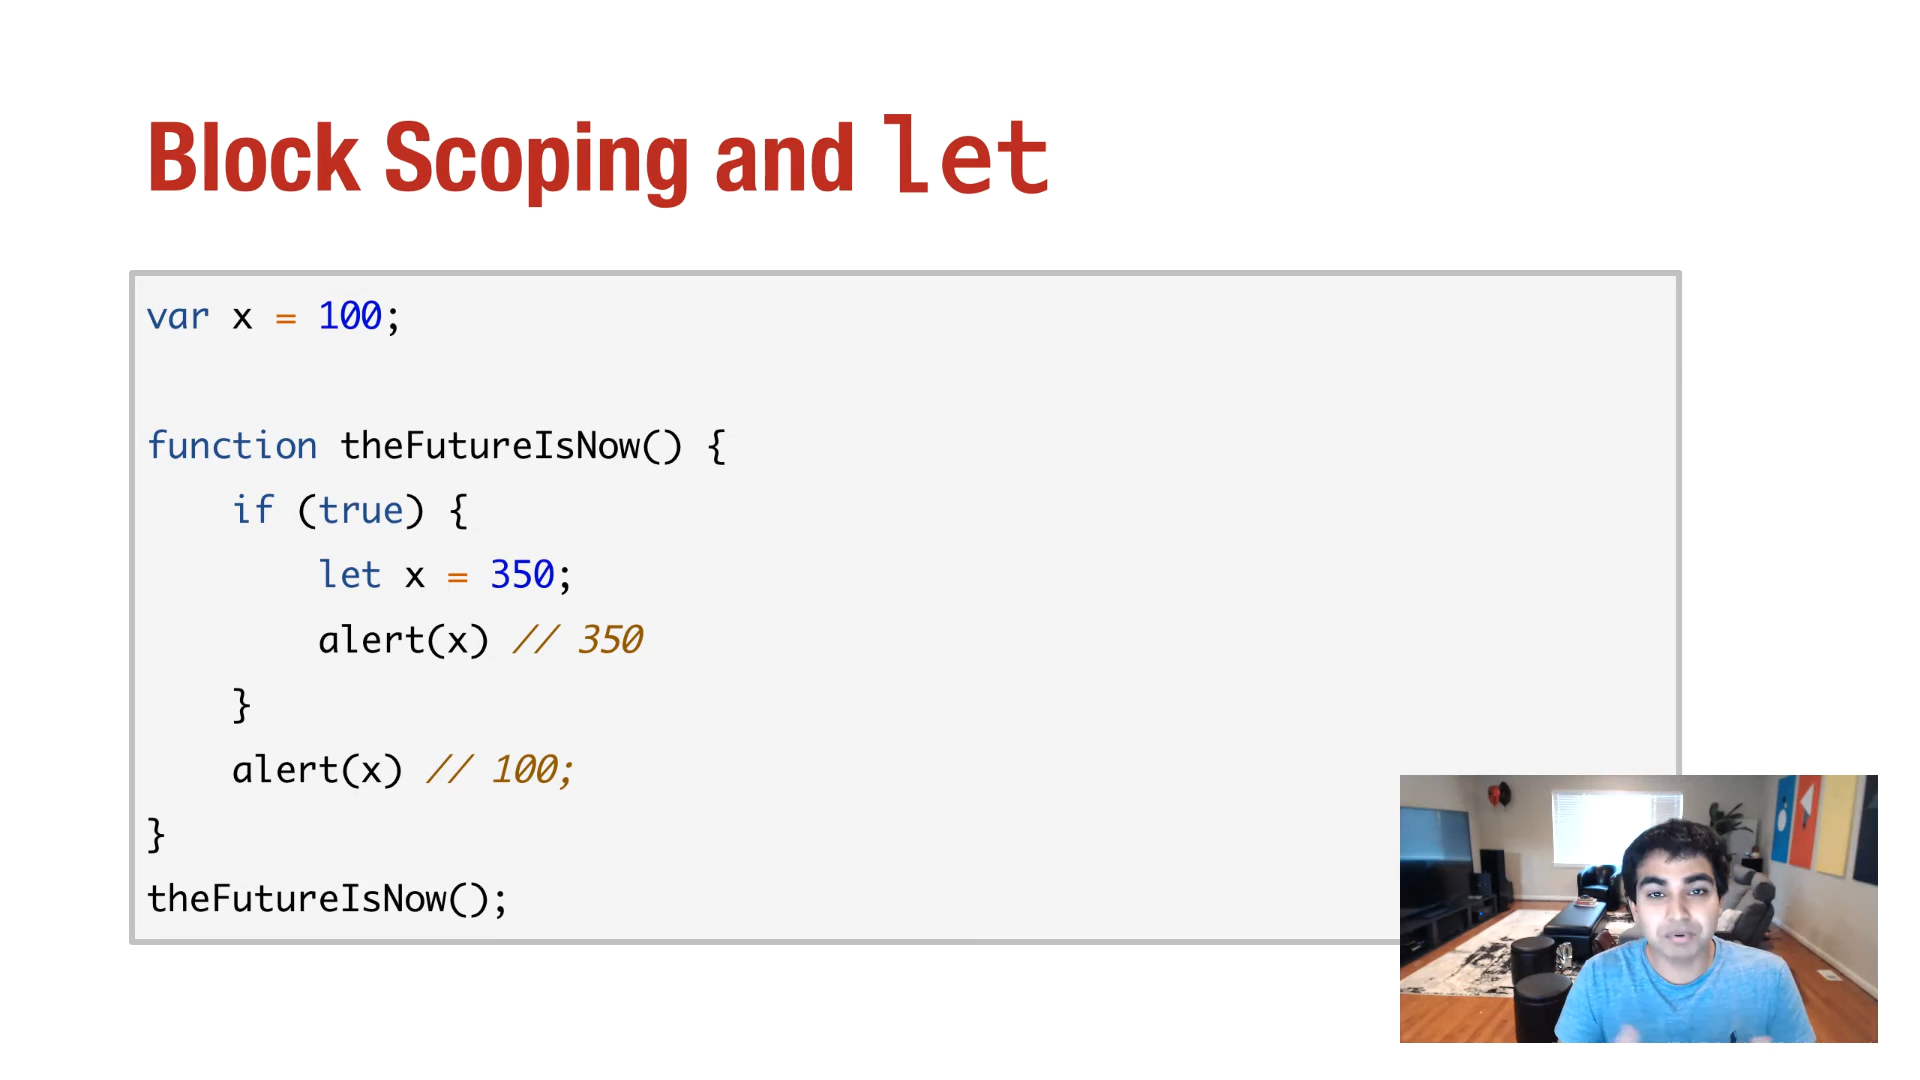 Block Scoping and let
var x = 100;
function theFutureIsNow() {
if (true) {
let x = 350;
alert(x) // 350
}
alert(x) // 100;
}
theFutureIsNow();